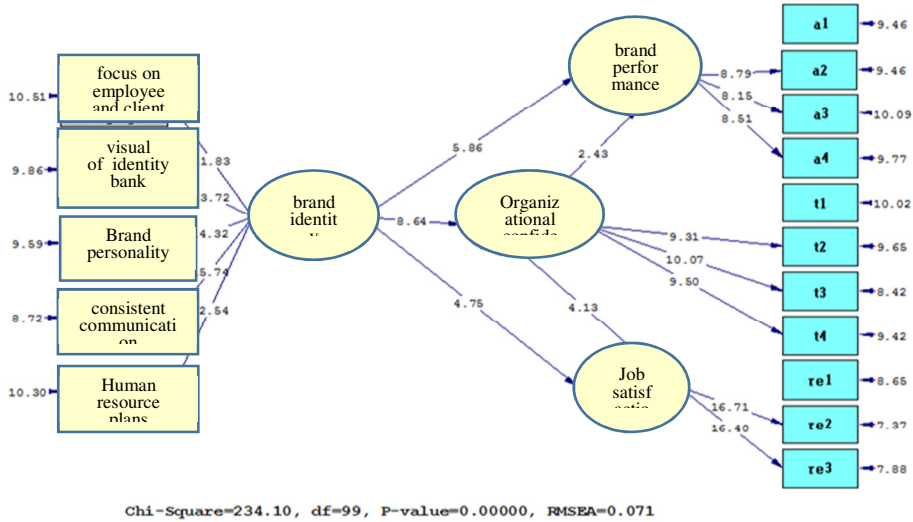 focus on
employee
and client
10.51
visual
of identity
bank
9.86
Brand
personality
9.59
consistent
communicati
on
8.72
Human
resource
plans
10.30
1.83
3.72
4.32
5.74
2.54
brand
identit
y
5.86
8.64
4.75
brand
perfor
mance
2.43
Organiz
ational
confide
4.13
Job
satisf
actio
8.79
8.15
8.51
9.31
10.07
9.50
16.71
16.40
a1 9.46
a2 9.46
a3 10.09
a4 9.77
t1 10.02
t2 9.65
t3 8.42
t4 9.42
re1 8.65
re2 7.37
re3 7.88
Chi-Square=234.10, df=99, P-value=0.00000, RMSEA=0.071